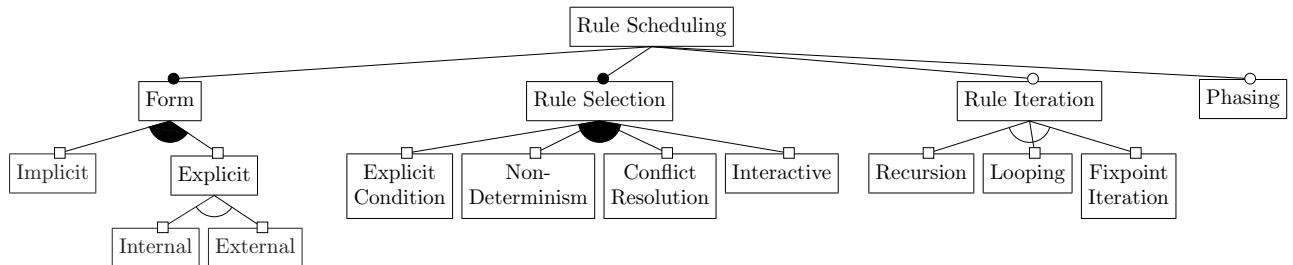 Rule Scheduling
Form
Rule Selection
Rule Iteration
Phasing
Implicit
Explicit
Explicit
Condition
Non-
Determinism
Conflict
Resolution
Interactive
Recursion
Looping
Fixpoint
Iteration
Internal
External